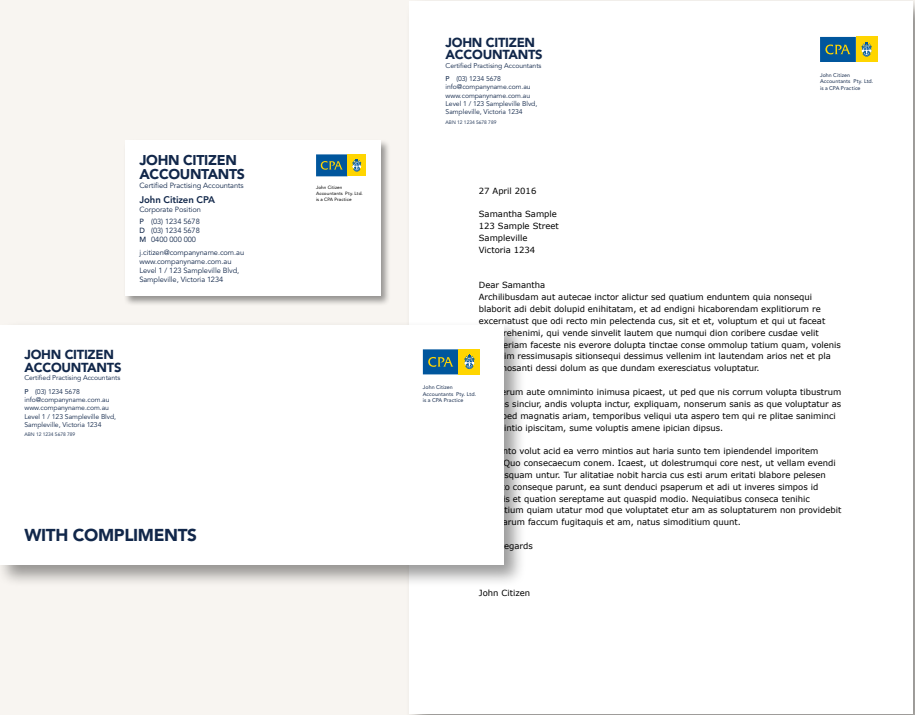 JOHN CITIZEN
ACCOUNTANTS
Certified Practising Accountants
P (03) 1234 5678
info@companyname.com.au
www.companyname.com.au
Level 1 / 123 Sampleville Blvd,
Sampleville, Victoria 1234
ABN 12 1234 5678 789
CPA
John Citizen
Accountants Pty. Ltd.
is a CPA Practice
27 April 2016
Samantha Sample
123 Sample Street
Sampleville
Victoria 1234
Dear Samantha
Archilibusdam aut autecae inctor alictur sed quatium enduntem quia nonsequi
blaborit adi debit dolupid enihitatam, et ad endigni hicaborendam explitiorem re
excernatust que odi recto min pelectenda cus, sit et et, voluptum et qui ut faceat
rehenimi, qui vende sinvelit lautem que numqui dion coribere cusdae velit
eriam faceste nis everore dolupta tinctae conse ommolup tatium quam, volenis
im ressimusapis sitionsequi dessimus vellenim int lautendam arios net et pla
nosanti dessi dolum as que dundam exeresciatus voluptatur.
erum aute omniminto inimusa picaest, ut ped que nis corrum volupta tibustrum
s sinciur, andis volupta inctur, expliquam, nonserum sanis as que voluptatur as
ped magnatis ariam, temporibus veliqui uta aspero tem qui re plitae saniminci
intio ipiscitam, sume voluptis amene ipician dipsus.
nto volut acid ea verro mintios aut haria sunto tem ipiendendel imporitem
Quo consecaecum conem. Icaest, ut dolestrumqui core nest, ut vellam evendi
squam untur. Tur alitatiae nobit harcia cus esti arum eritati blabore pelesen
o conseque parunt, ea sunt denduci psaperum et adi ut inveres simpos id
is et quation sereptame aut quaspid modio. Nequiatibus conseca tenihic
tium quiam utatur mod que voluptatet etur am as soluptaturem non providebit
arum faccum fugitaquis et am, natus simoditium quunt.
egards
John Citizen
JOHN CITIZEN
ACCOUNTANTS
Certified Practising Accountants
John Citizen CPA
Corporate Position
P (03) 1234 5678
D (03) 1234 5678
M 0400 000 000
j.citizen@companyname.com.au
www.companyname.com.au
Level 1 / 123 Sampleville Blvd,
Sampleville, Victoria 1234
CPA
John Citizen
Accountants Pty. Ltd.
is a CPA Practice
JOHN CITIZEN
ACCOUNTANTS
Certified Practising Accountants
P (03) 1234 5678
info@companyname.com.au
www.companyname.com.au
Level 1 / 123 Sampleville Blvd,
Sampleville, Victoria 1234
ABN 12 1234 5678 789
CPA
John Citizen
Accountants Pty. Ltd.
is a CPA Practice
WITH COMPLIMENTS